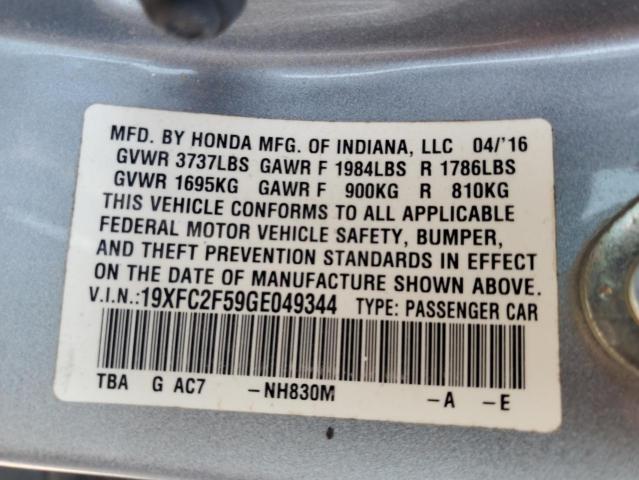 MFD. BY HONDA MFG. OF INDIANA, LLC 04/'16
GVWR 3737LBS GAWR F 1984LBS R 1786LBS
GVWR 1695KG GAWR F 900KG R 810KG
THIS VEHICLE CONFORMS TO ALL APPLICABLE
FEDERAL MOTOR VEHICLE SAFETY, BUMPER,
AND THEFT PREVENTION STANDARDS IN EFFECT
ON THE DATE OF MANUFACTURE SHOWN ABOVE.
V.I.N.:19XFC2F59GE049344 TYPE: PASSENGER CAR
TBA G AC7 -NH830M -A -E